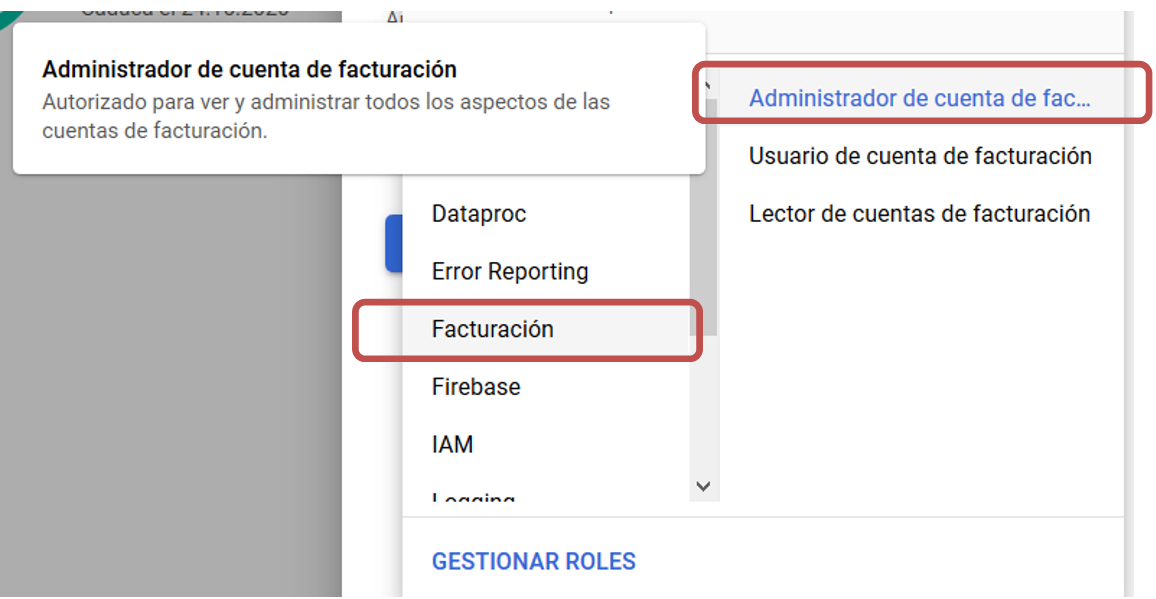 Administrador de cuenta de facturación
Autorizado para ver y administrar todos los aspectos de las
cuentas de facturación.
Dataproc
Error Reporting
Facturación
Firebase
IAM
Logging
Administrador de cuenta de fac...
Usuario de cuenta de facturación
Lector de cuentas de facturación
GESTIONAR ROLES